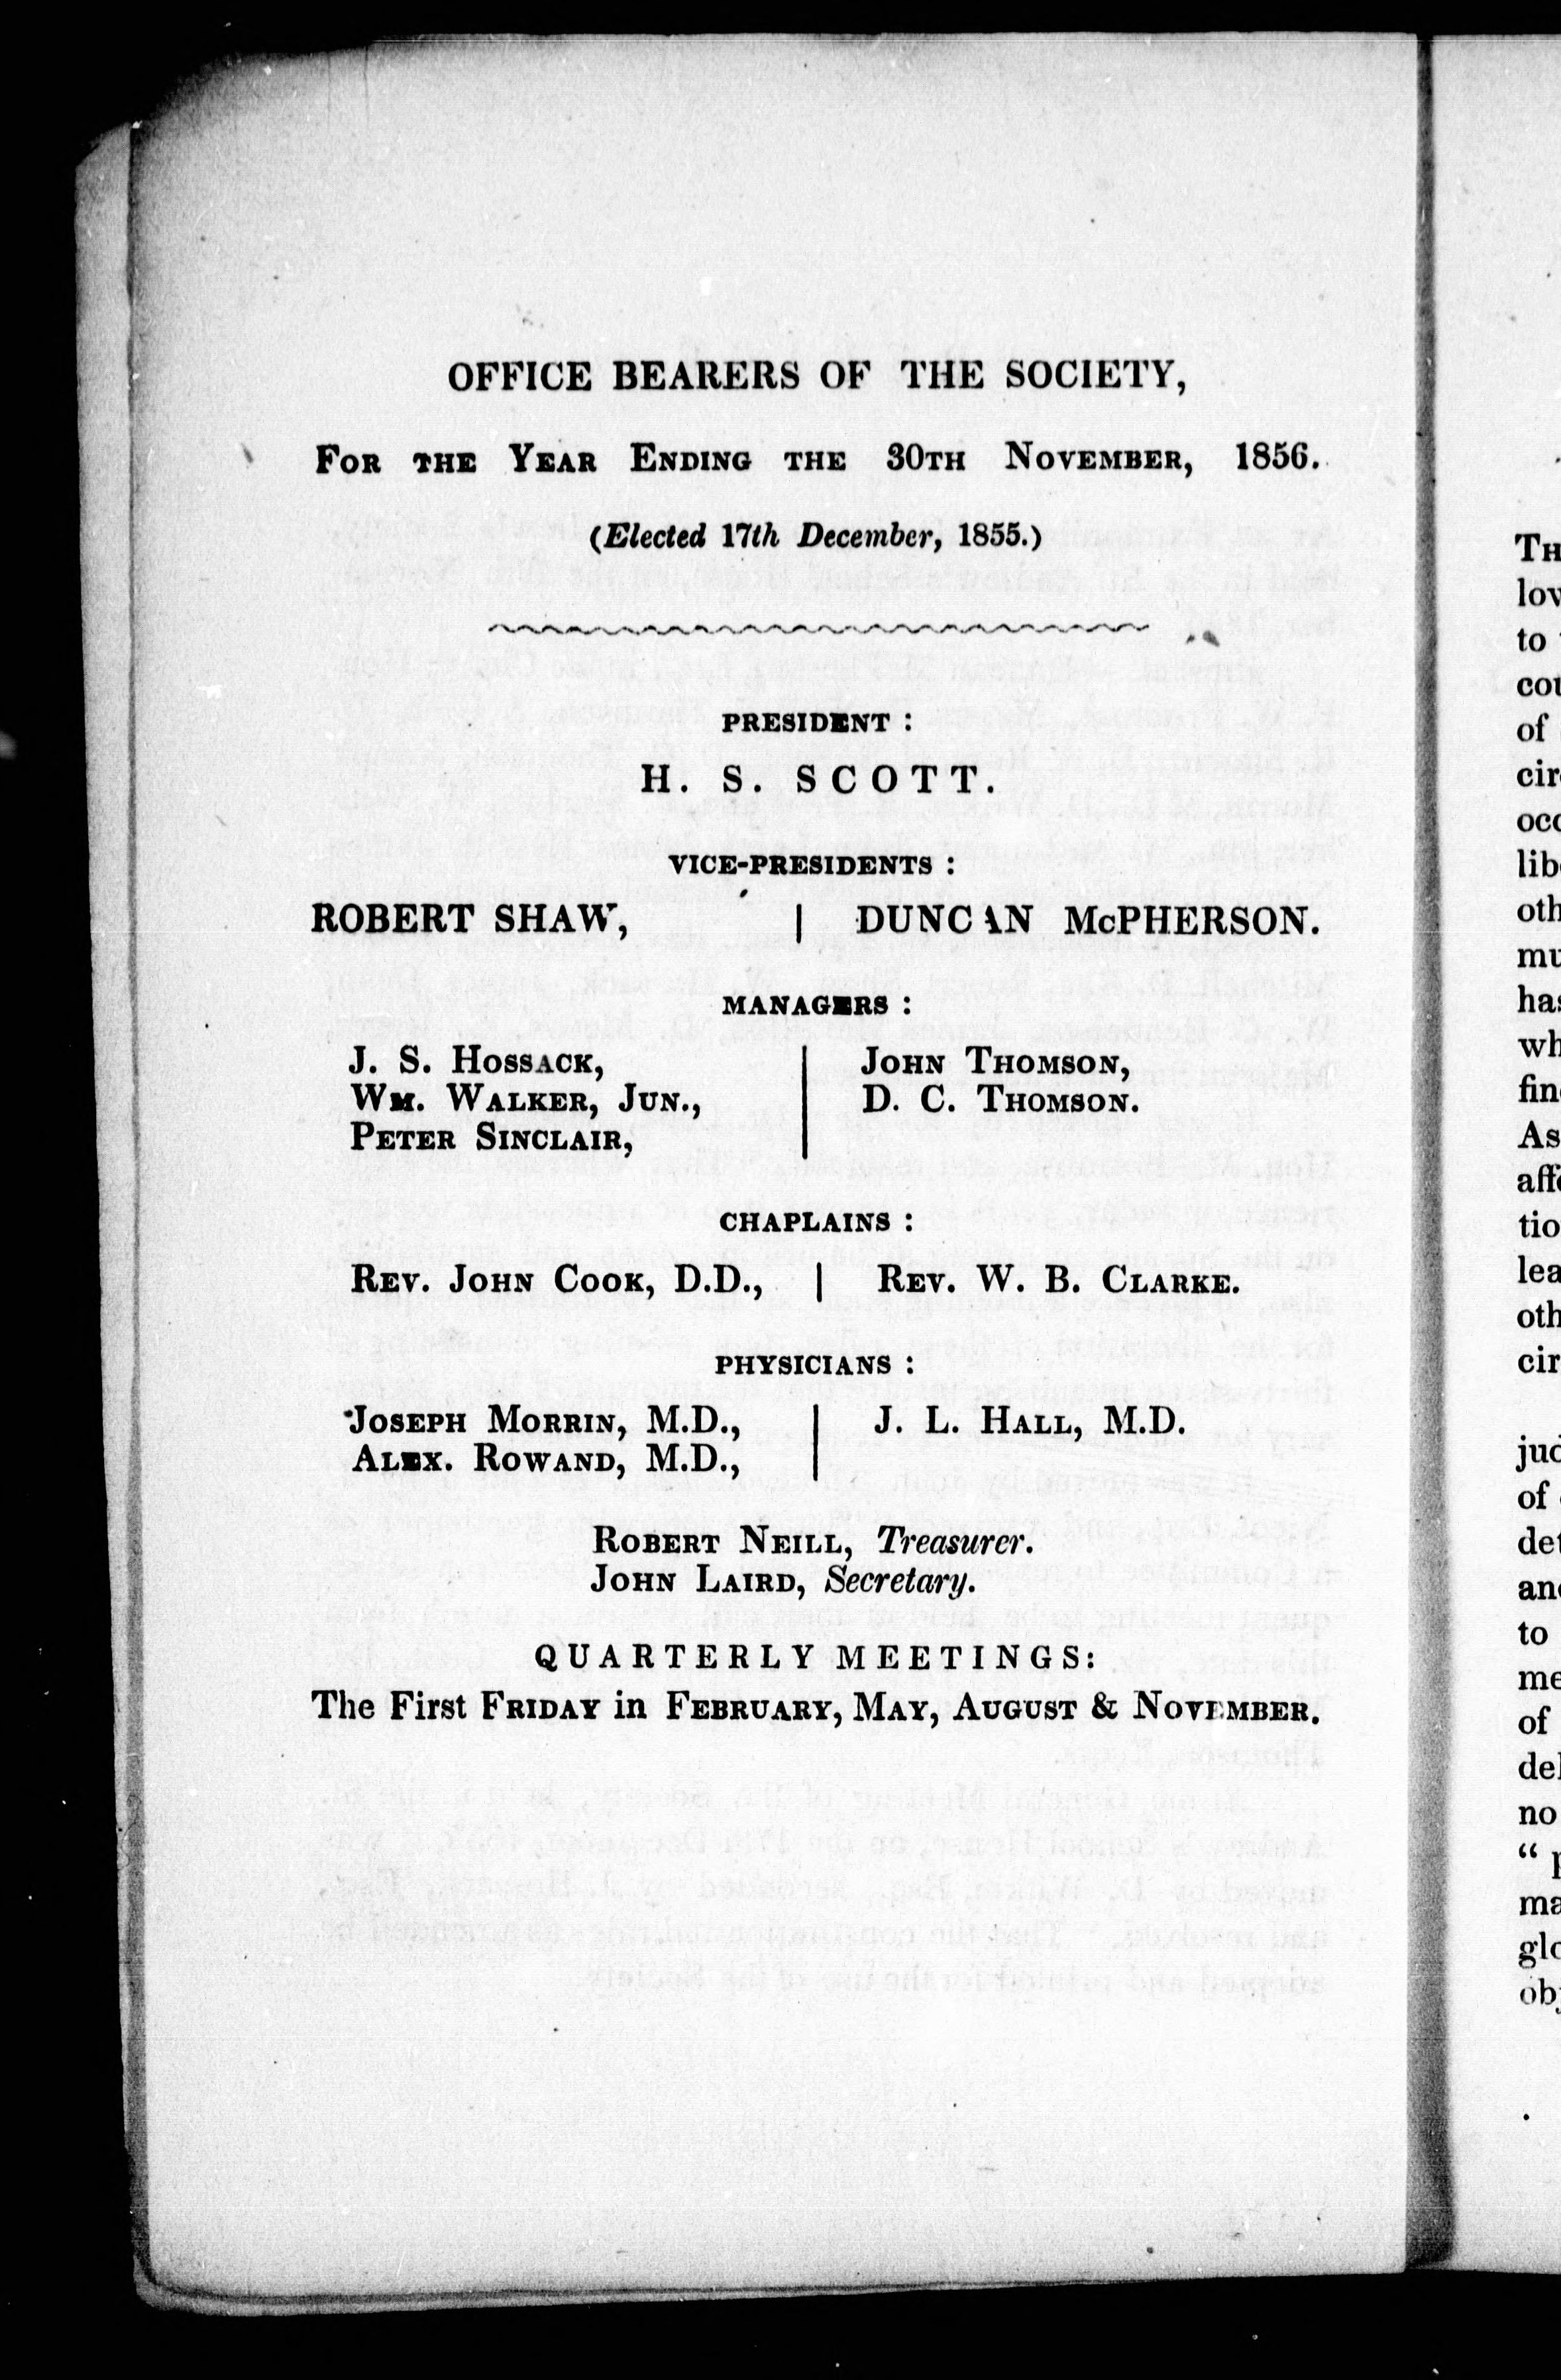 OFFICE BEARERS OF THE SOCIETY,
FOR THE YEAR ENDING THE 30TH NOVEMBER, 1856.
(Elected 17th December, 1855.)
PRESIDENT :
H. S. SCOTT.
VICE-PRESIDENTS :
ROBERT SHAW, | DUNCAN McPHERSON.
MANAGERS :
J. S. HOSSACK,
WM. WALKER, JUN.,
PETER SINCLAIR,
JOHN THOMSON,
D. C. THOMSON.
CHAPLAINS :
REV. JOHN COOK, D.D., | REV. W. B. CLARKE.
PHYSICIANS :
JOSEPH MORRIN, M.D.,
ALEX. ROWAND, M.D.,
J. L. HALL, M.D.
ROBERT NEILL, Treasurer.
JOHN LAIRD, Secretary.
QUARTERLY MEETINGS:
The First FRIDAY in FEBRUARY, MAY, AUGUST & NOVEMBER.